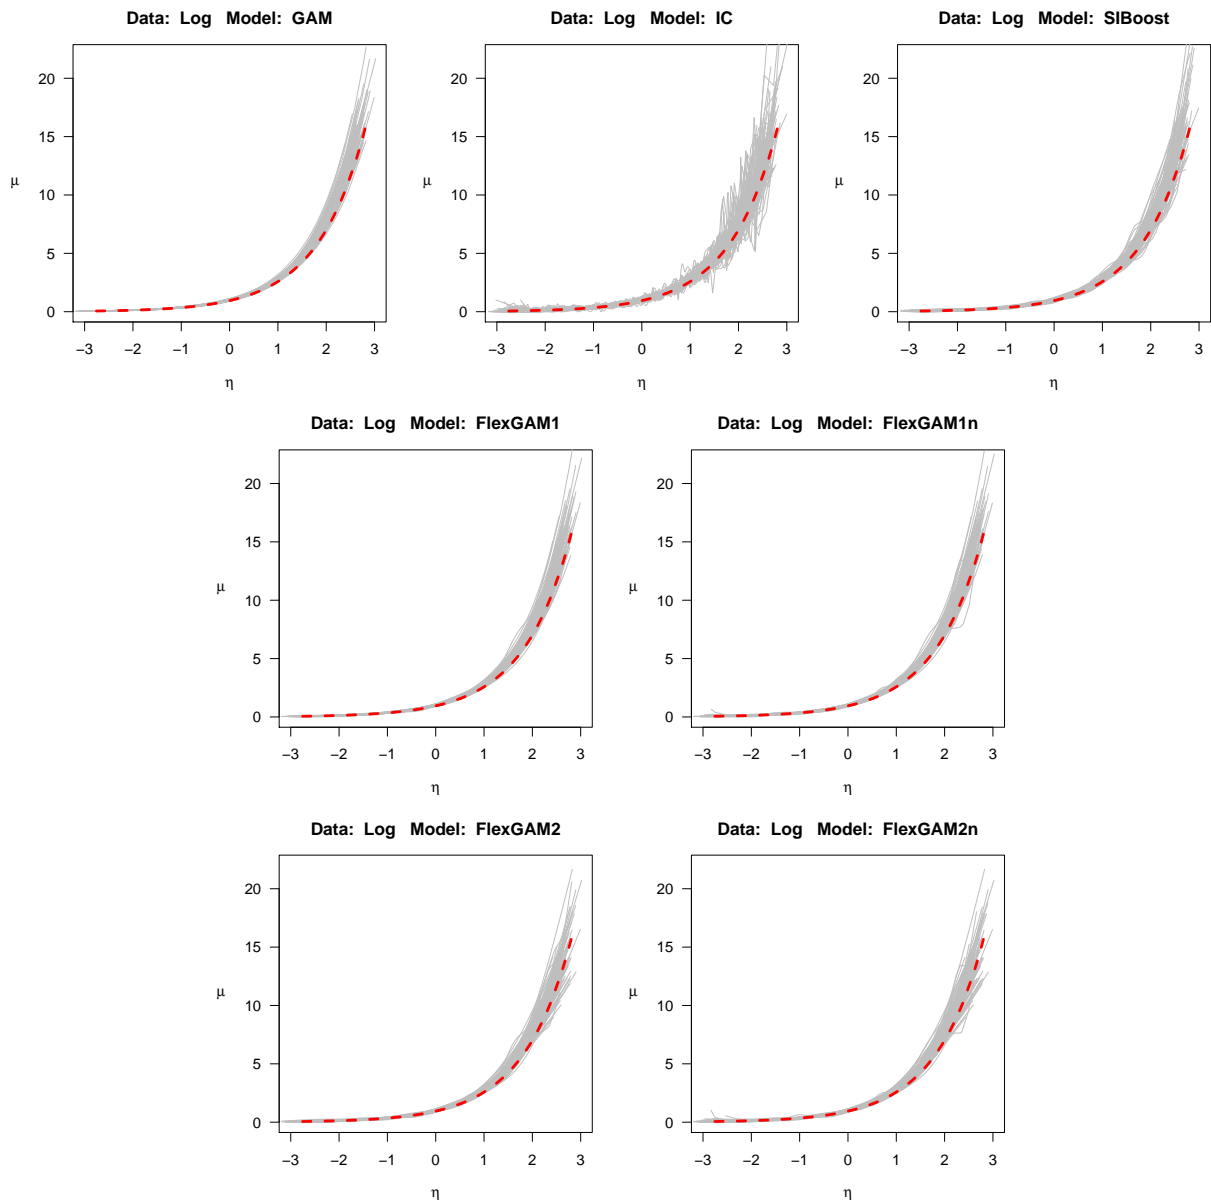 Data: Log Model: GAM Data: Log Model: IC Data: Log Model: SIBoost
20 20 20
15 15 15
μ μ μ
10 10 10
5 5 5
0 0 0
−3 −2 −1 0 1 2 3 −3 −2 −1 0 1 2 3 −3 −2 −1 0 1 2 3
η η η
Data: Log Model: FlexGAM1 Data: Log Model: FlexGAM1n
20 20
15 15
μ μ
10 10
5 5
0 0
−3 −2 −1 0 1 2 3 −3 −2 −1 0 1 2 3
η η
Data: Log Model: FlexGAM2 Data: Log Model: FlexGAM2n
20 20
15 15
μ μ
10 10
5 5
0 0
−3 −2 −1 0 1 2 3 −3 −2 −1 0 1 2 3
η η